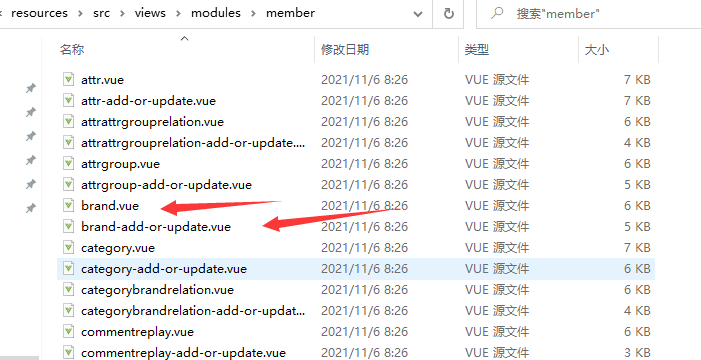 resources › src › views › modules › member
搜索"member"
名称 修改日期 类型 大小
attr.vue 2021/11/6 8:26 VUE 源文件 7 KB
attr-add-or-update.vue 2021/11/6 8:26 VUE 源文件 7 KB
attrattrgrouprelation.vue 2021/11/6 8:26 VUE 源文件 6 KB
attrattrgrouprelation-add-or-update.... 2021/11/6 8:26 VUE 源文件 4 KB
attrgroup.vue 2021/11/6 8:26 VUE 源文件 6 KB
attrgroup-add-or-update.vue 2021/11/6 8:26 VUE 源文件 5 KB
brand.vue 2021/11/6 8:26 VUE 源文件 6 KB
brand-add-or-update.vue 2021/11/6 8:26 VUE 源文件 5 KB
category.vue 2021/11/6 8:26 VUE 源文件 7 KB
category-add-or-update.vue 2021/11/6 8:26 VUE 源文件 6 KB
categorybrandrelation.vue 2021/11/6 8:26 VUE 源文件 6 KB
categorybrandrelation-add-or-updat... 2021/11/6 8:26 VUE 源文件 4 KB
commentreplay.vue 2021/11/6 8:26 VUE 源文件 6 KB
commentreplay-add-or-update.vue 2021/11/6 8:26 VUE 源文件 3 KB